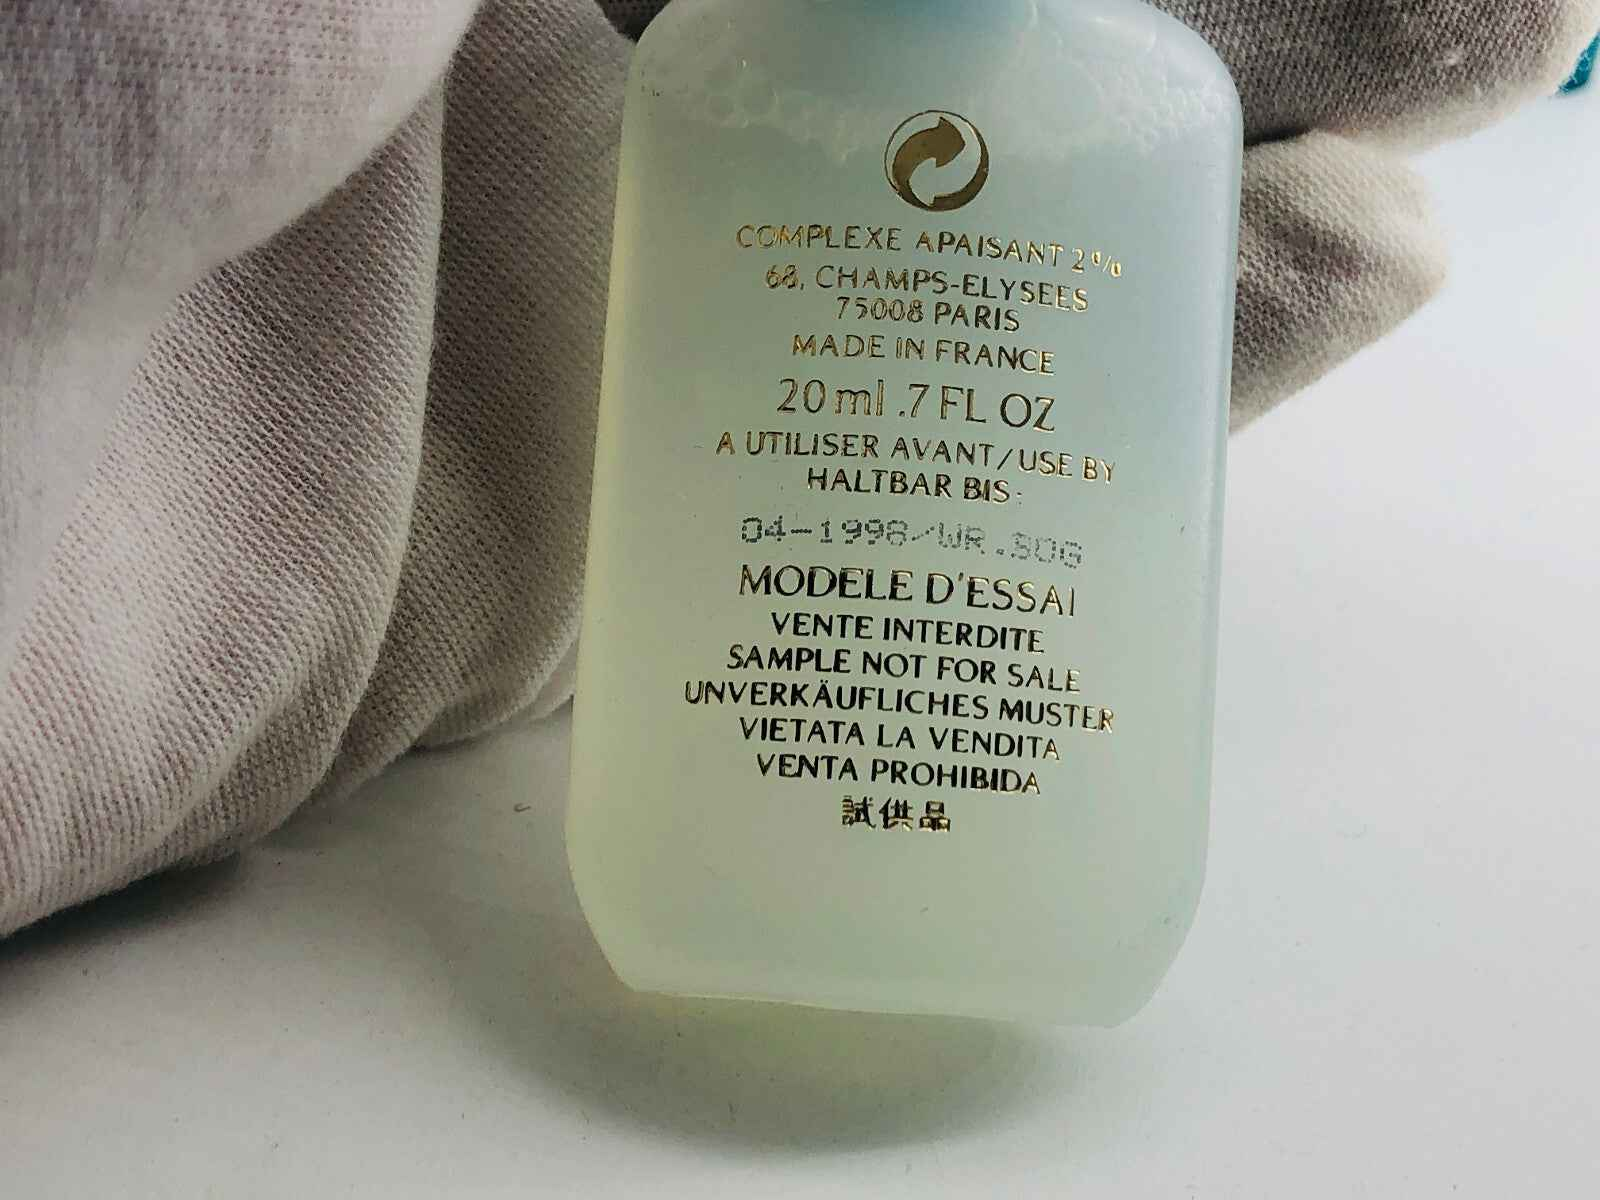 COMPLEXE APAISANT 2%
68, CHAMPS-ELYSEES
75008 PARIS
MADE IN FRANCE
20 ml .7 FL OZ
A UTILISER AVANT/USE BY
HALTBAR BIS:
04-1998/WR.
MODELE D'ESSAI
VENTE INTERDITE
SAMPLE NOT FOR SALE
UNVERKÄUFLICHES MUSTER
VIETATA LA VENDITA
VENTA PROHIBIDA
試供品